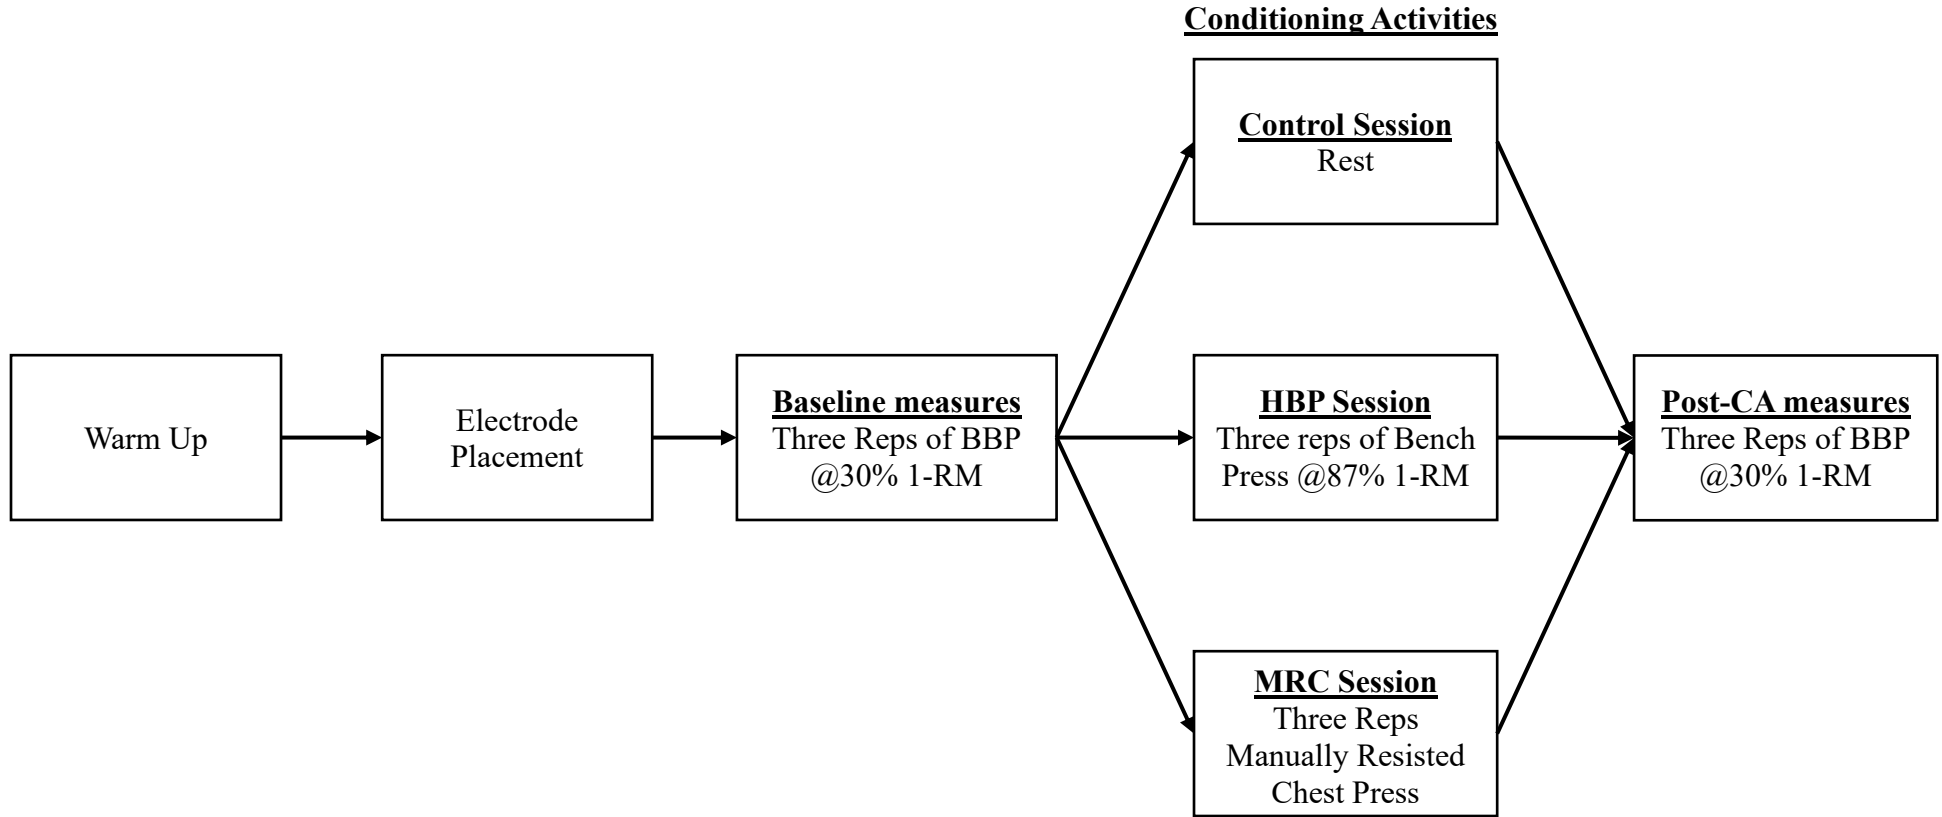 Conditioning Activities
Warm Up
Electrode
Placement
Baseline measures
Three Reps of BBP
@30% 1-RM
Control Session
Rest
HBP Session
Three reps of Bench
Press @87% 1-RM
MRC Session
Three Reps
Manually Resisted
Chest Press
Post-CA measures
Three Reps of BBP
@30% 1-RM